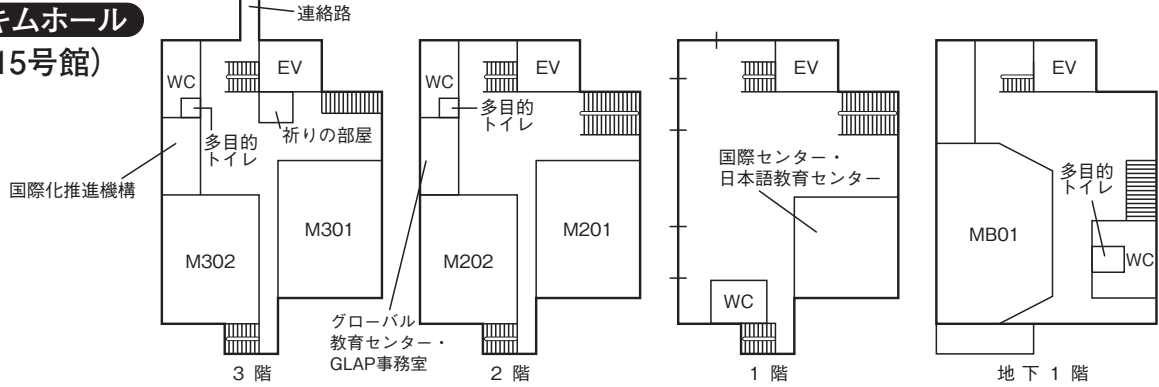 キムホール
15号館）
連絡路
WC
EV
多目的
トイレ
祈りの部屋
国際化推進機構
M301
M302
3 階
WC
EV
多目的
トイレ
M201
M202
グローバル
教育センター・
GLAP事務室
2 階
EV
国際センター・
日本語教育センター
WC
1 階
EV
多目的
トイレ
MB01
WC
地 下 1 階